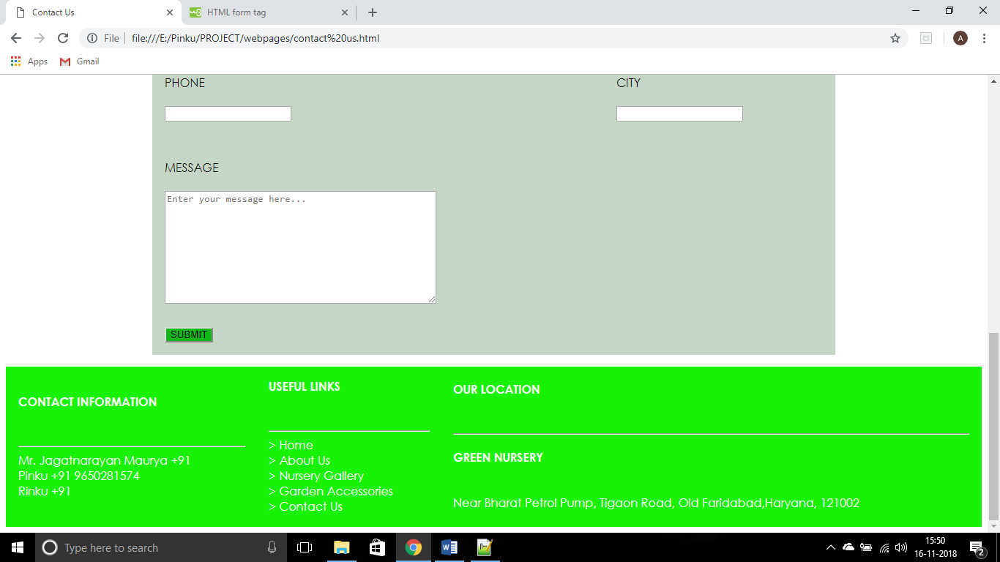 Contact Us
HTML form tag
File
file:///E:/Pinku/PROJECT/webpages/contact%20us.html
A
Apps
Gmail
PHONE
CITY
MESSAGE
Enter your message here...
SUBMIT
CONTACT INFORMATION
Mr. Jagatnarayan Maurya +91
Pinku +91 9650281574
Rinku +91
USEFUL LINKS
> Home
> About Us
> Nursery Gallery
> Garden Accessories
> Contact Us
OUR LOCATION
GREEN NURSERY
Near Bharat Petrol Pump, Tigaon Road, Old Faridabad,Haryana, 121002
Type here to search
15:50
16-11-2018
2